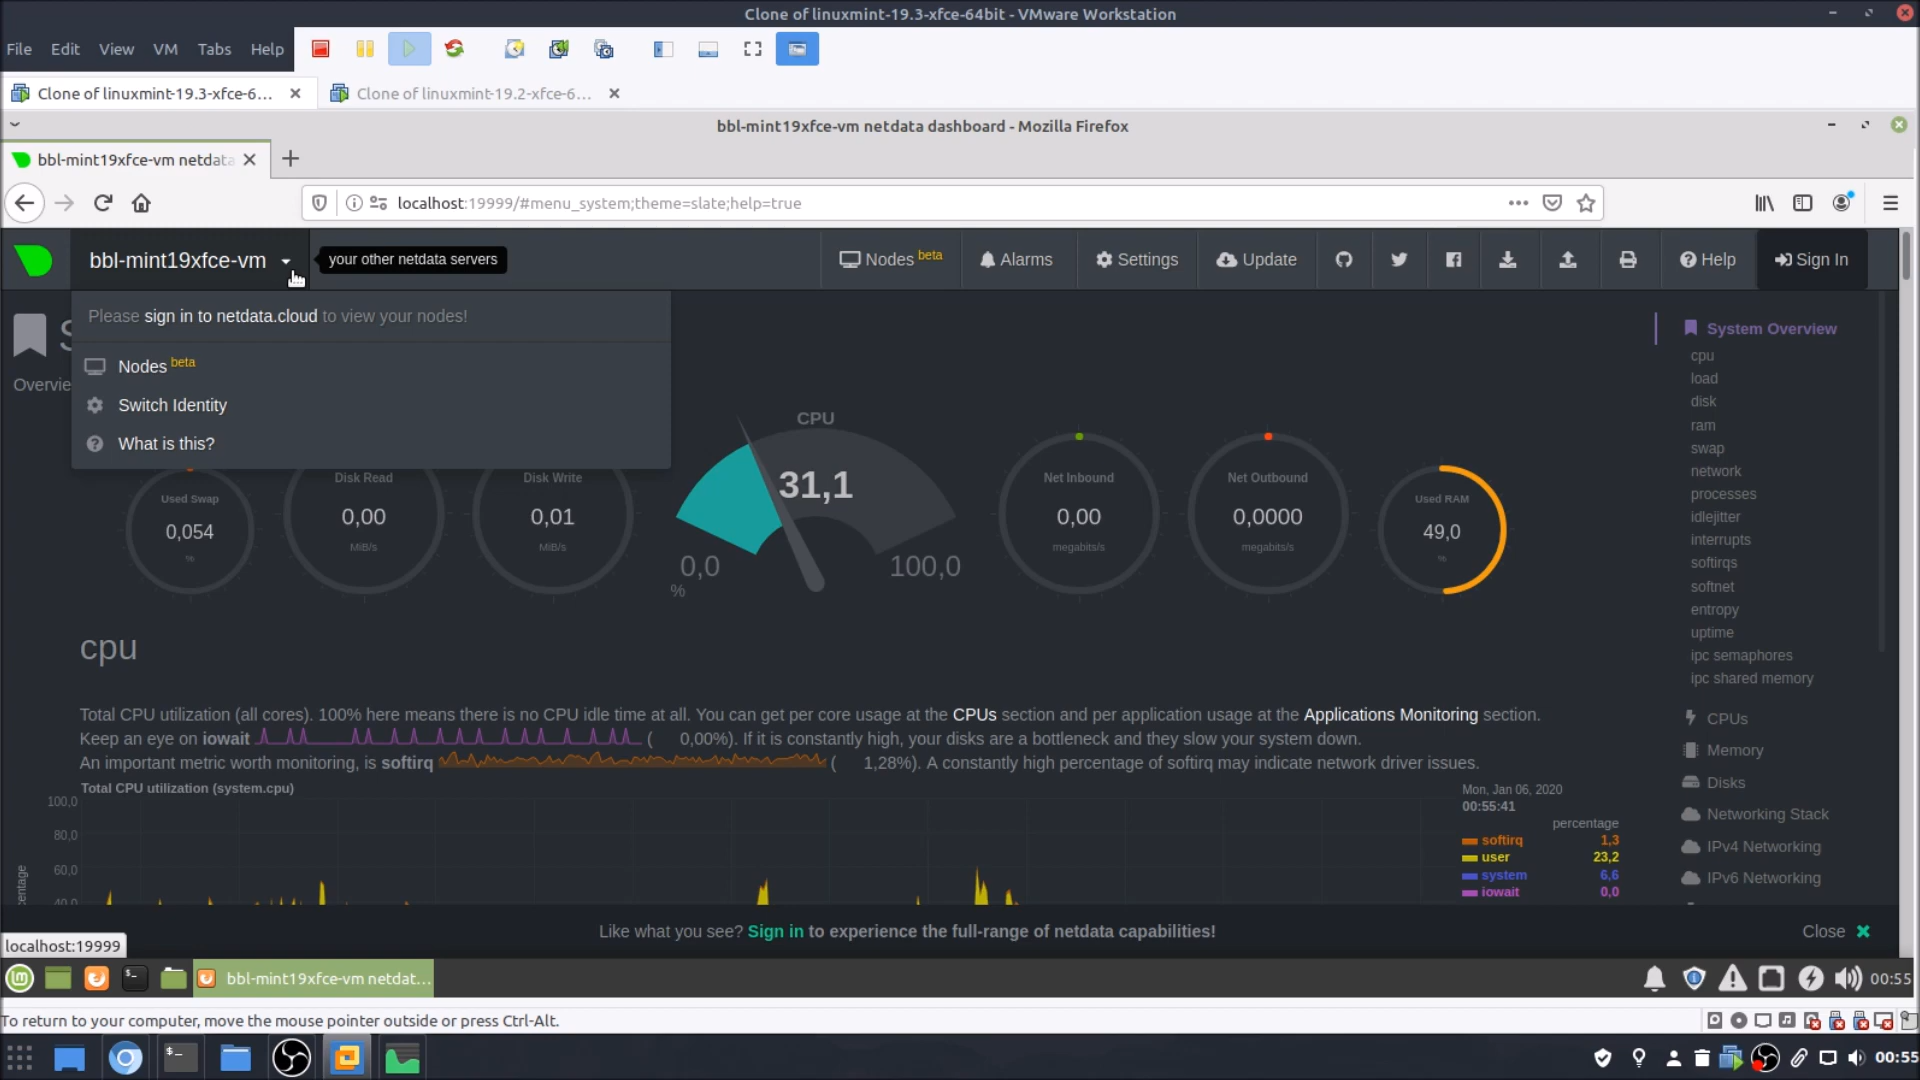 Clone of linuxmint-19.3-xfce-64bit - VMware Workstation
File Edit View VM Tabs Help
Clone of linuxmint-19.3-xfce-6... Clone of linuxmint-19.2-xfce-6...
bbl-mint19xfce-vm netdata dashboard - Mozilla Firefox
bbl-mint19xfce-vm netdata
localhost:19999/#menu_system;theme=slate;help=true
bbl-mint19xfce-vm your other netdata servers Nodes beta Alarms Settings Update Help Sign In
Please sign in to netdata.cloud to view your nodes!
Nodes beta
Switch Identity
What is this?
S
Overvie
System Overview
cpu
load
disk
ram
swap
network
processes
idlejitter
interrupts
softirqs
softnet
entropy
uptime
ipc semaphores
ipc shared memory
CPUs
Memory
Disks
Networking Stack
IPv4 Networking
IPv6 Networking
Used Swap
0,054
%
Disk Read
0,00
MiB/s
Disk Write
0,01
MiB/s
CPU
31,1
0,0 100,0
%
Net Inbound
0,00
megabits/s
Net Outbound
0,0000
megabits/s
Used RAM
49,0
%
cpu
Total CPU utilization (all cores). 100% here means there is no CPU idle time at all. You can get per core usage at the CPUs section and per application usage at the Applications Monitoring section.
Keep an eye on iowait ( 0,00%). If it is constantly high, your disks are a bottleneck and they slow your system down.
An important metric worth monitoring, is softirq ( 1,28%). A constantly high percentage of softirq may indicate network driver issues.
Total CPU utilization (system.cpu)
Mon, Jan 06, 2020
00:55:41
percentage
softirq 1,3
user 23,2
system 6,6
iowait 0,0
100,0
80,0
60,0
40,0
centage
Like what you see? Sign in to experience the full-range of netdata capabilities! Close
localhost:19999
bbl-mint19xfce-vm netdat... 00:55
To return to your computer, move the mouse pointer outside or press Ctrl-Alt.
00:55